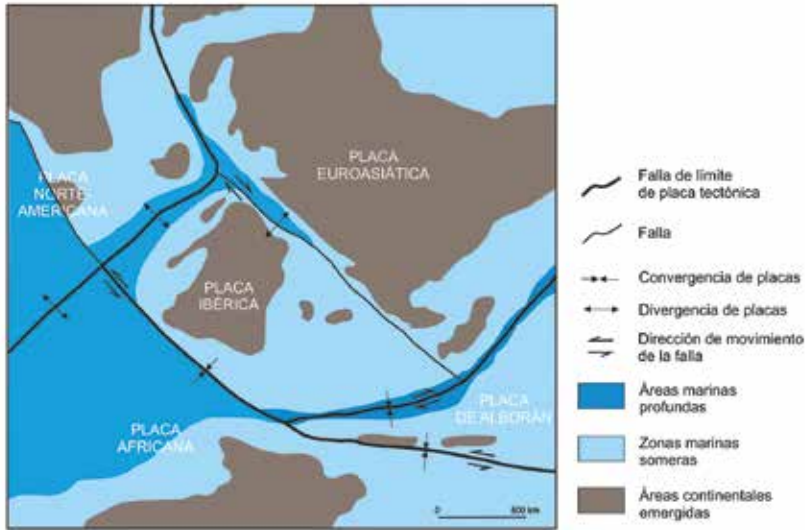 PLACA
NORTE-
AMERICANA
PLACA
EUROASIÁTICA
PLACA
IBÉRICA
PLACA
AFRICANA
PLACA
DE ALBORÁN
0 600 km
Falla de límite
de placa tectónica
Falla
Convergencia de placas
Divergencia de placas
Dirección de movimiento
de la falla
Áreas marinas
profundas
Zonas marinas
someras
Áreas continentales
emergidas